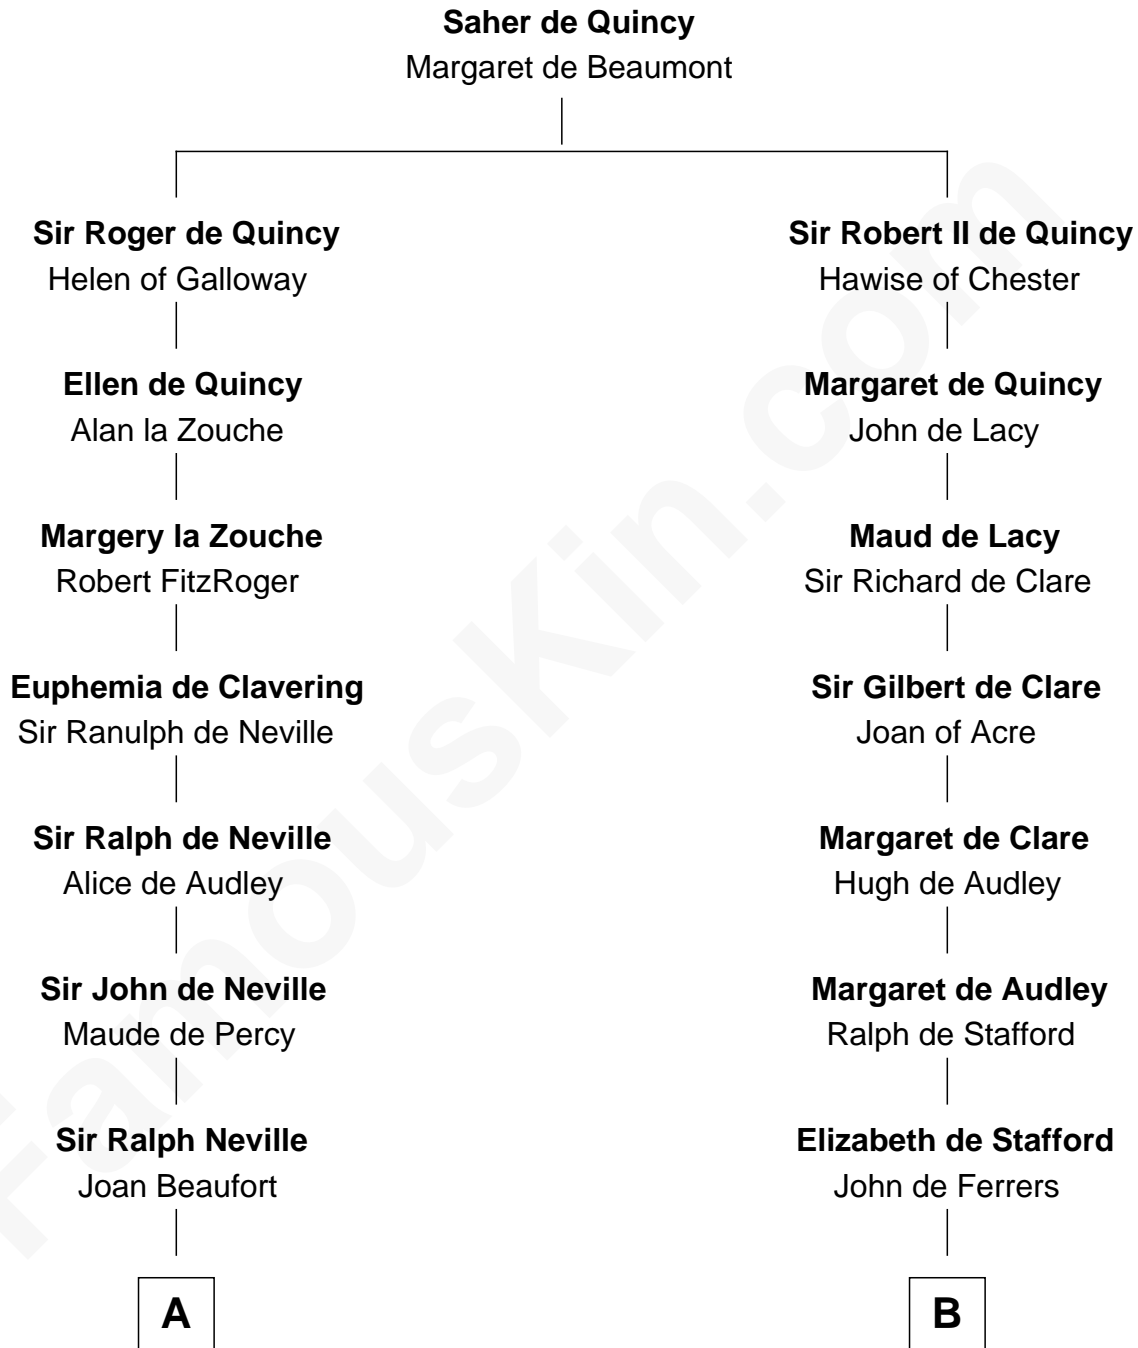 Saher de Quincy
Margaret de Beaumont
Sir Roger de Quincy
Helen of Galloway
Sir Robert II de Quincy
Hawise of Chester
Ellen de Quincy
Alan la Zouche
Margaret de Quincy
John de Lacy
Margery la Zouche
Robert FitzRoger
Maud de Lacy
Sir Richard de Clare
Euphemia de Clavering
Sir Ranulph de Neville
Sir Gilbert de Clare
Joan of Acre
Sir Ralph de Neville
Alice de Audley
Margaret de Clare
Hugh de Audley
Sir John de Neville
Maude de Percy
Margaret de Audley
Ralph de Stafford
Sir Ralph Neville
Joan Beaufort
Elizabeth de Stafford
John de Ferrers
A
B
FamousKin.com